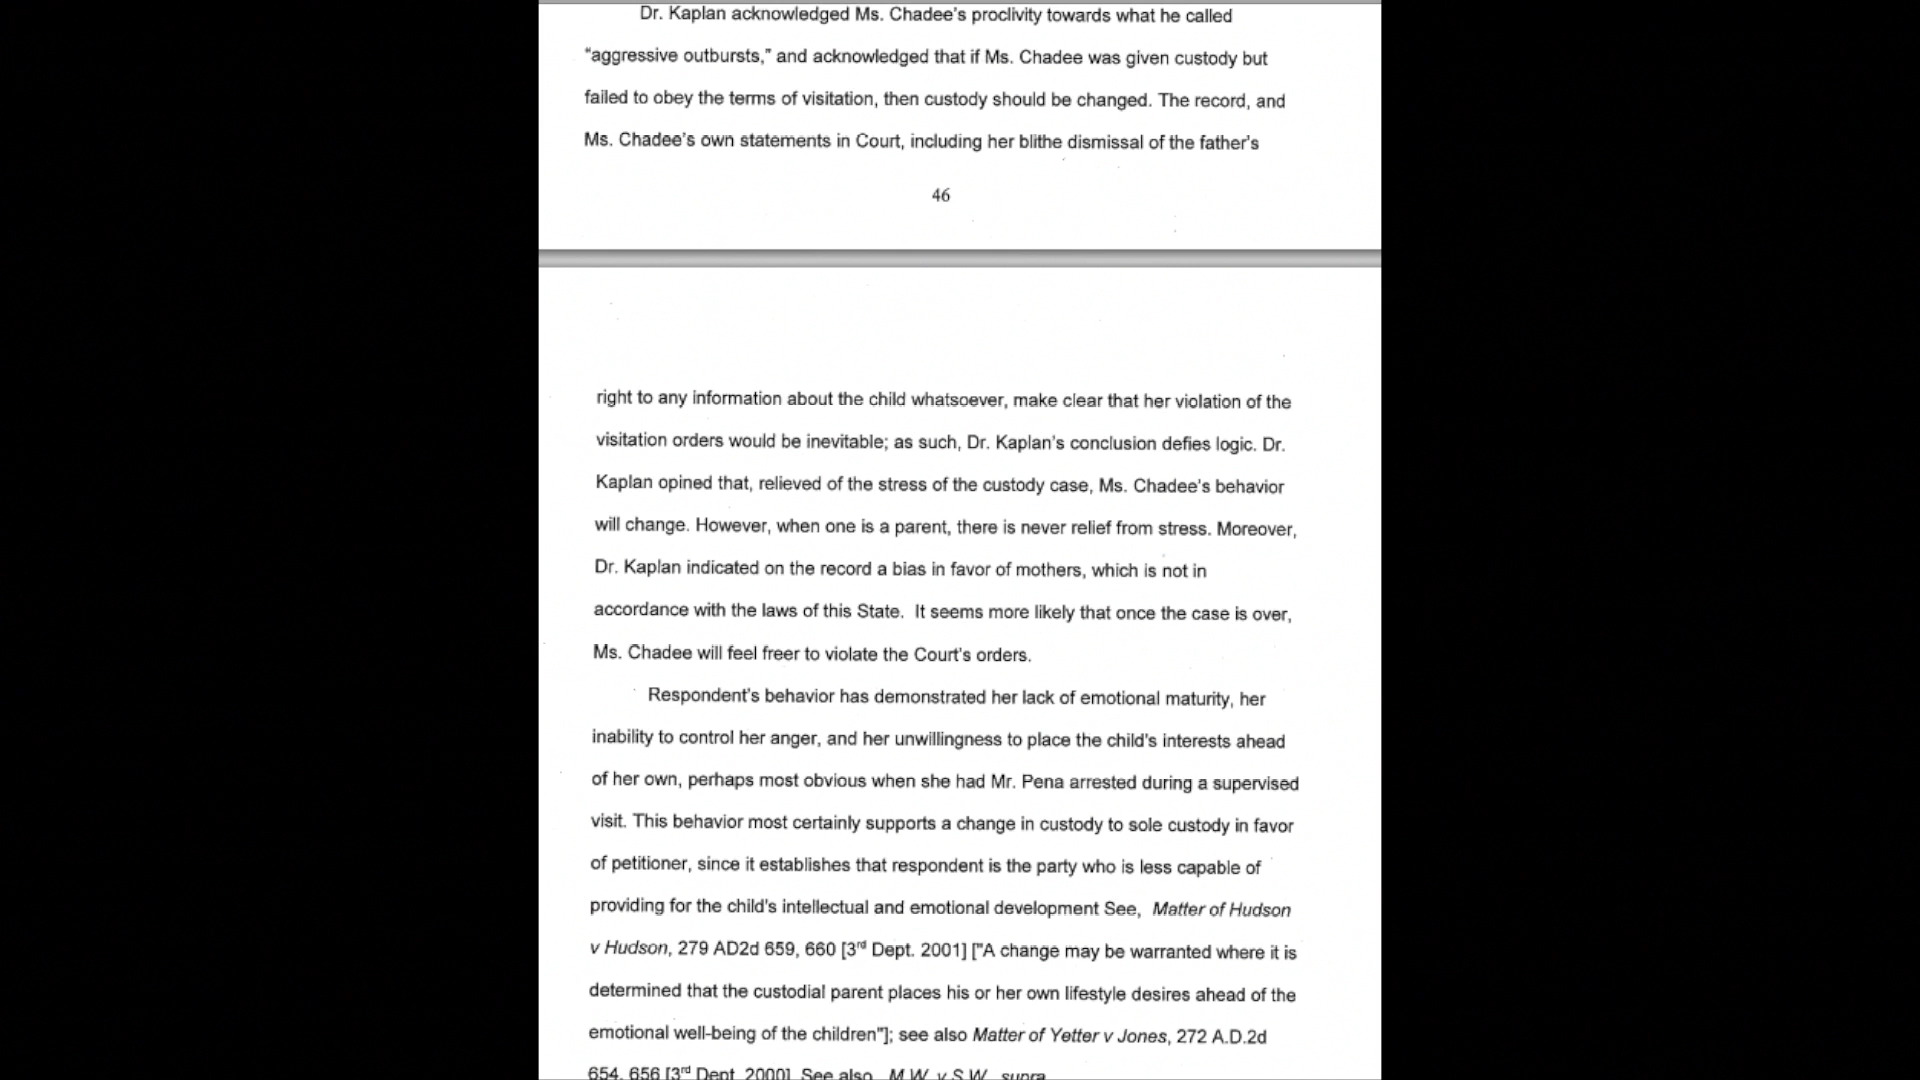 Dr. Kaplan acknowledged Ms. Chadee's proclivity towards what he called
"aggressive outbursts," and acknowledged that if Ms. Chadee was given custody but
failed to obey the terms of visitation, then custody should be changed. The record, and
Ms. Chadee's own statements in Court, including her blithe dismissal of the father's
46
right to any information about the child whatsoever, make clear that her violation of the
visitation orders would be inevitable; as such, Dr. Kaplan's conclusion defies logic. Dr.
Kaplan opined that, relieved of the stress of the custody case, Ms. Chadee's behavior
will change. However, when one is a parent, there is never relief from stress. Moreover,
Dr. Kaplan indicated on the record a bias in favor of mothers, which is not in
accordance with the laws of this State. It seems more likely that once the case is over,
Ms. Chadee will feel freer to violate the Court's orders.
Respondent's behavior has demonstrated her lack of emotional maturity, her
inability to control her anger, and her unwillingness to place the child's interests ahead
of her own, perhaps most obvious when she had Mr. Pena arrested during a supervised
visit. This behavior most certainly supports a change in custody to sole custody in favor
of petitioner, since it establishes that respondent is the party who is less capable of
providing for the child's intellectual and emotional development See, Matter of Hudson
v Hudson, 279 AD2d 659, 660 [3rd Dept. 2001] ["A change may be warranted where it is
determined that the custodial parent places his or her own lifestyle desires ahead of the
emotional well-being of the children"]; see also Matter of Yetter v Jones, 272 A.D.2d
654, 656 [3rd Dept. 2000]. See also, M.W. v S.W., supra